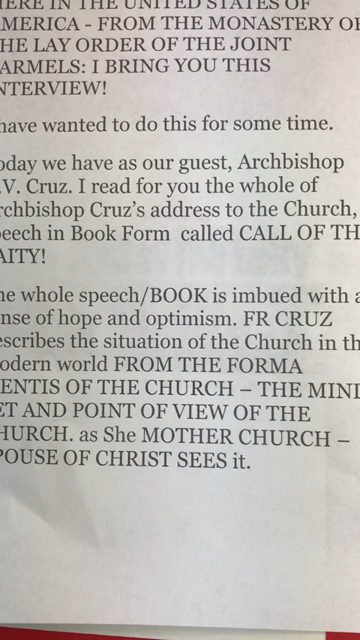 HERE IN THE UNITED STATES OF
AMERICA - FROM THE MONASTERY OF
THE LAY ORDER OF THE JOINT
CARMELS: I BRING YOU THIS
INTERVIEW!
have wanted to do this for some time.
oday we have as our guest, Archbishop
.V. Cruz. I read for you the whole of
rchbishop Cruz's address to the Church,
peech in Book Form called CALL OF TH
AITY!
he whole speech/BOOK is imbued with a
nse of hope and optimism. FR CRUZ
escribes the situation of the Church in th
odern world FROM THE FORMA
ENTIS OF THE CHURCH – THE MIND
ET AND POINT OF VIEW OF THE
HURCH. as She MOTHER CHURCH –
POUSE OF CHRIST SEES it.